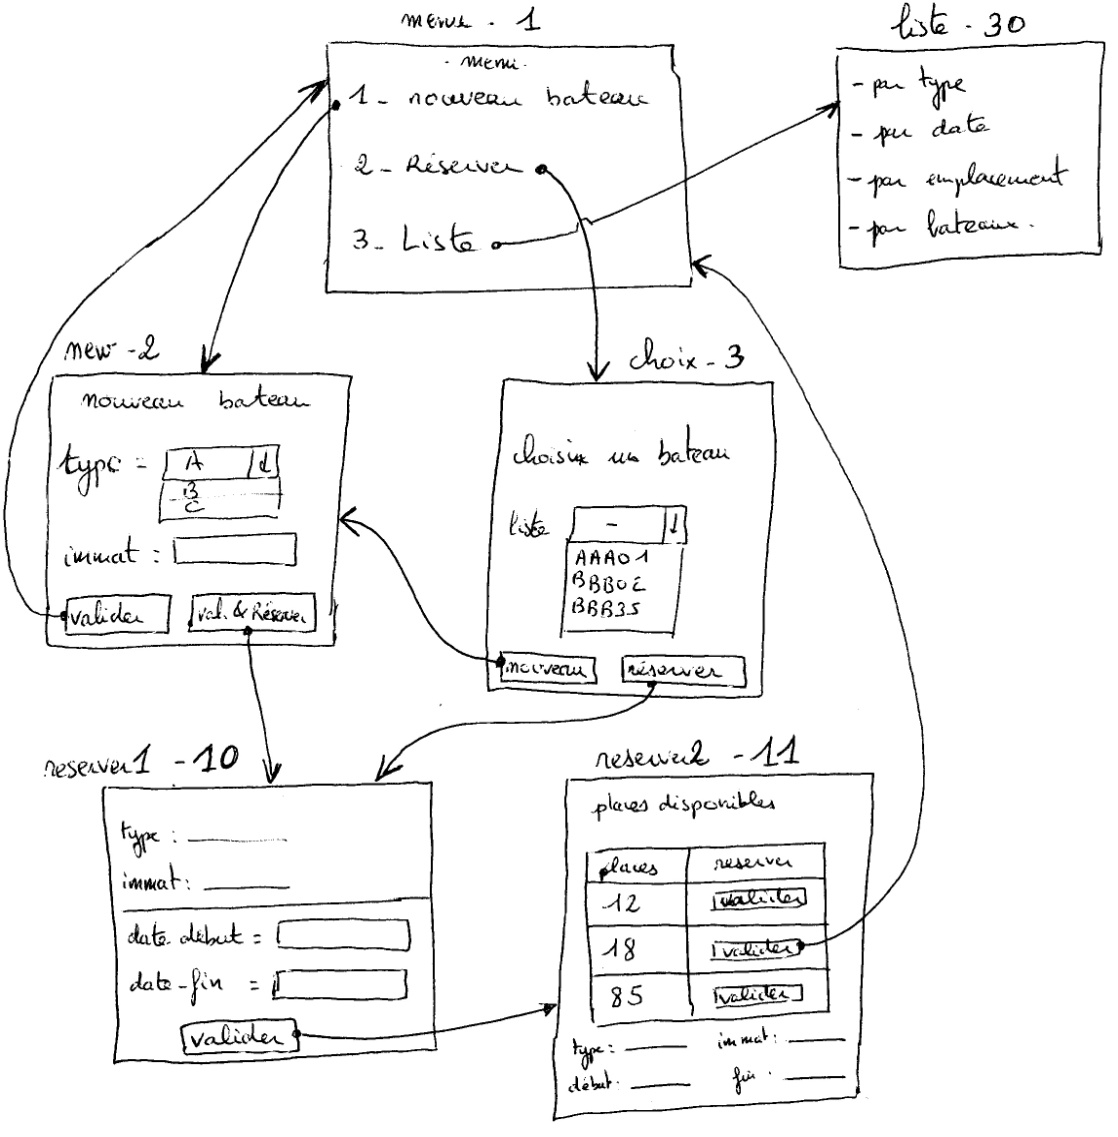 menu - 1
- menu -
1 - nouveau bateau
2 - Réserver
3 - Liste
liste - 30
- par type
- par date
- par emplacement
- par bateaux.
new - 2
nouveau bateau
type = A
B
C
immat :
valider
val. & Réserver
choix - 3
choisir un bateau
liste -
AAA01
BBB02
BBB35
nouveau
réserver
reserver1 - 10
type :
immat :
date début =
date-fin =
valider
reserver2 - 11
places disponibles
places reserver
12 valider
18 valider
85 valider
type : immat :
début : fin :